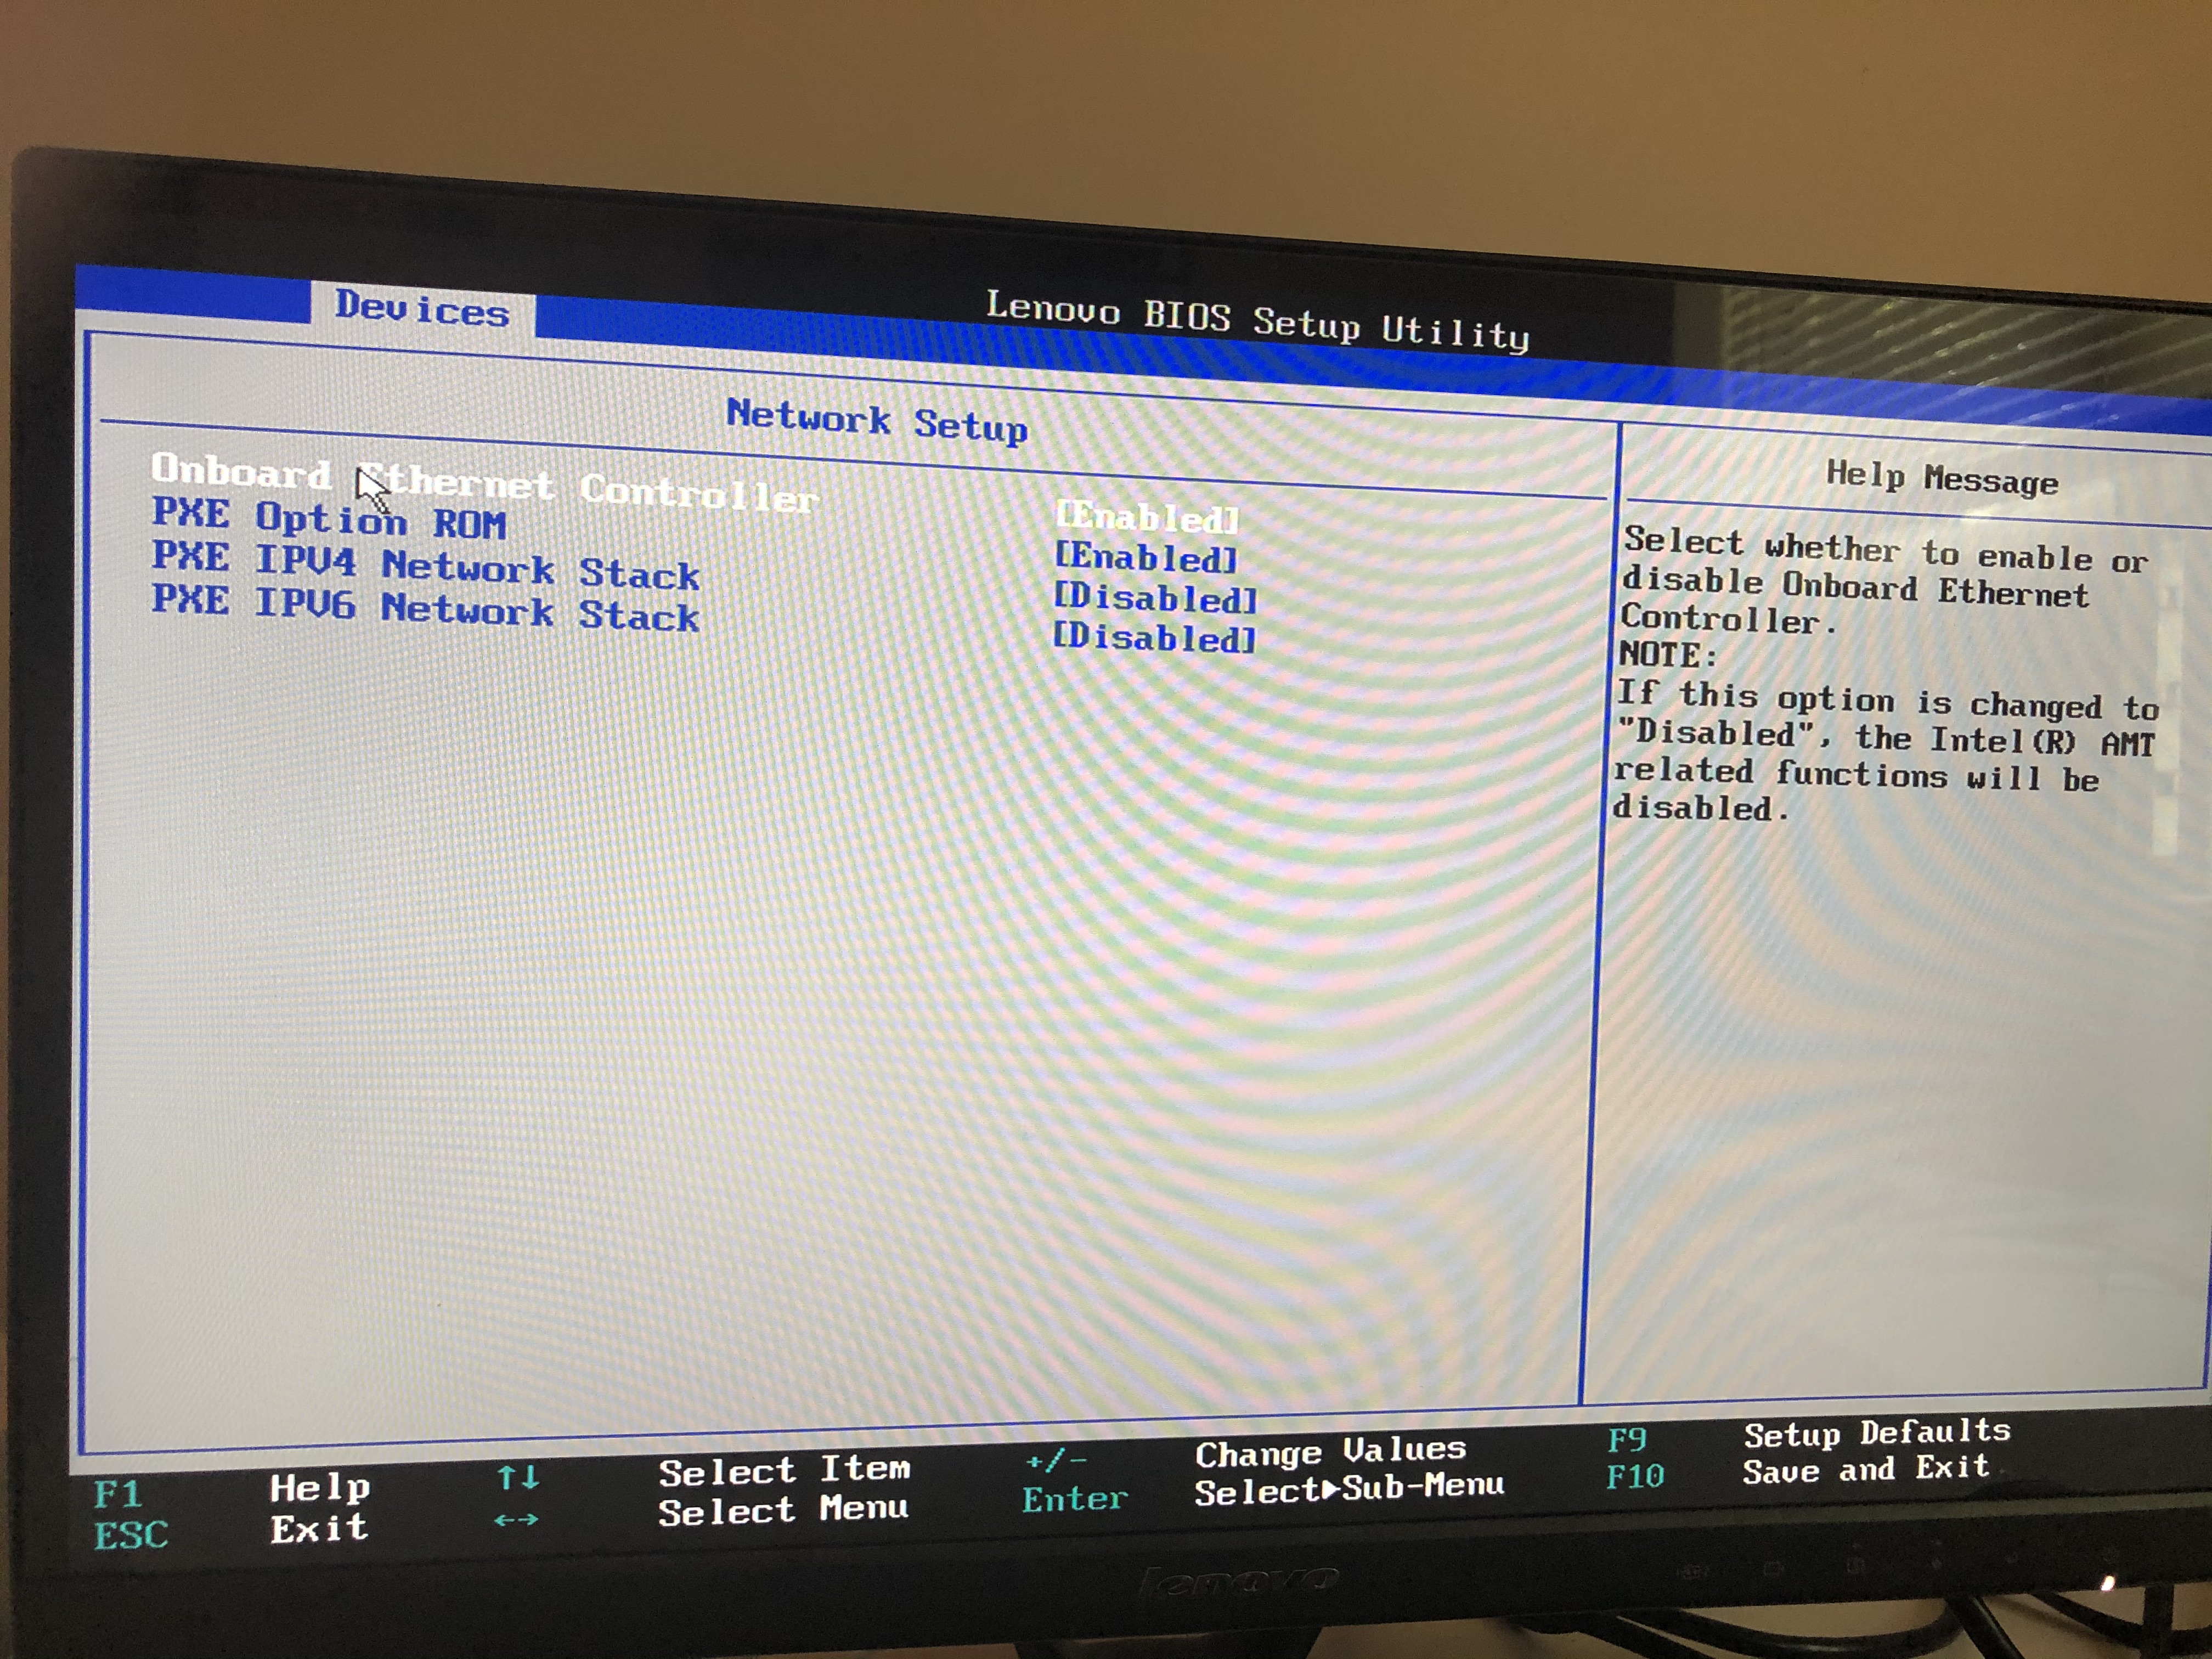 Devices
Lenovo BIOS Setup Utility
Network Setup
Onboard Ethernet Controller [Enabled]
PXE Option ROM [Enabled]
PXE IPV4 Network Stack [Disabled]
PXE IPV6 Network Stack [Disabled]
Help Message
Select whether to enable or
disable Onboard Ethernet
Controller.
NOTE:
If this option is changed to
"Disabled", the Intel(R) AMT
related functions will be
disabled.
F1 Help ↑↓ Select Item +/- Change Values F9 Setup Defaults
ESC Exit ←→ Select Menu Enter Select▶Sub-Menu F10 Save and Exit
lenovo